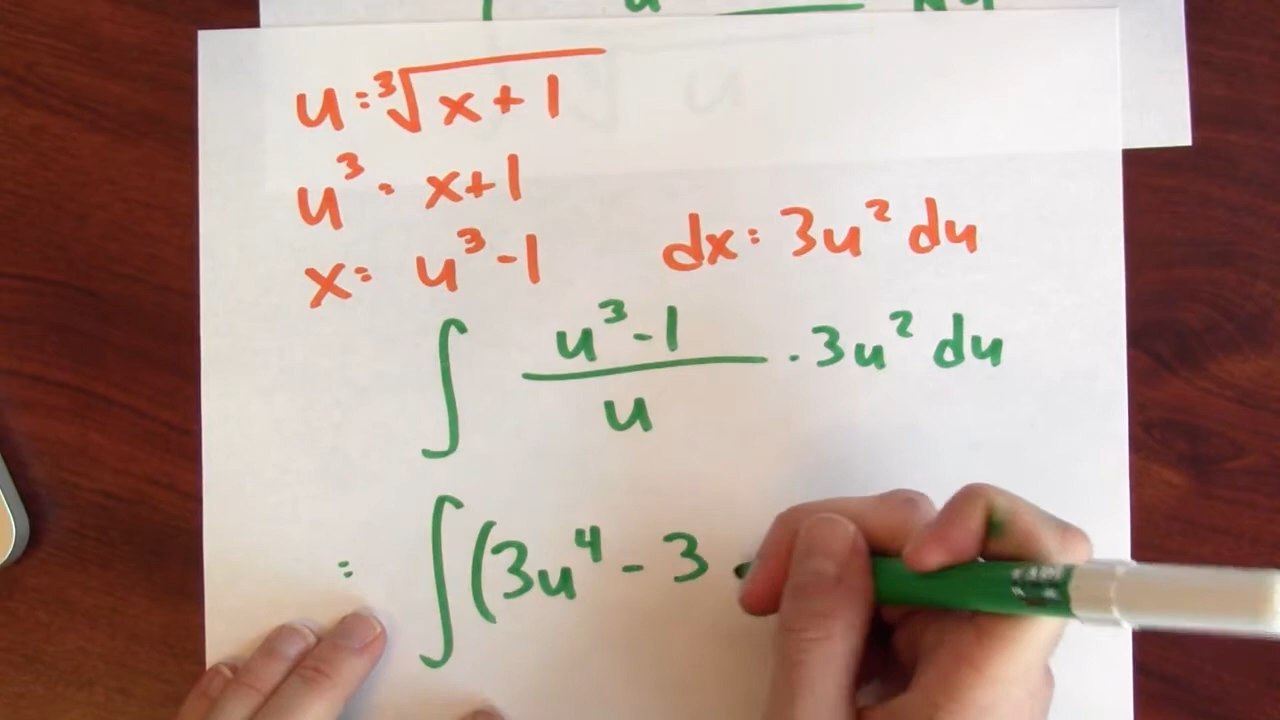 u = ∛(x + 1)
u³ = x+1
x = u³ - 1 dx = 3u² du
∫ (u³ - 1)/u · 3u² du
= ∫ (3u⁴ - 3